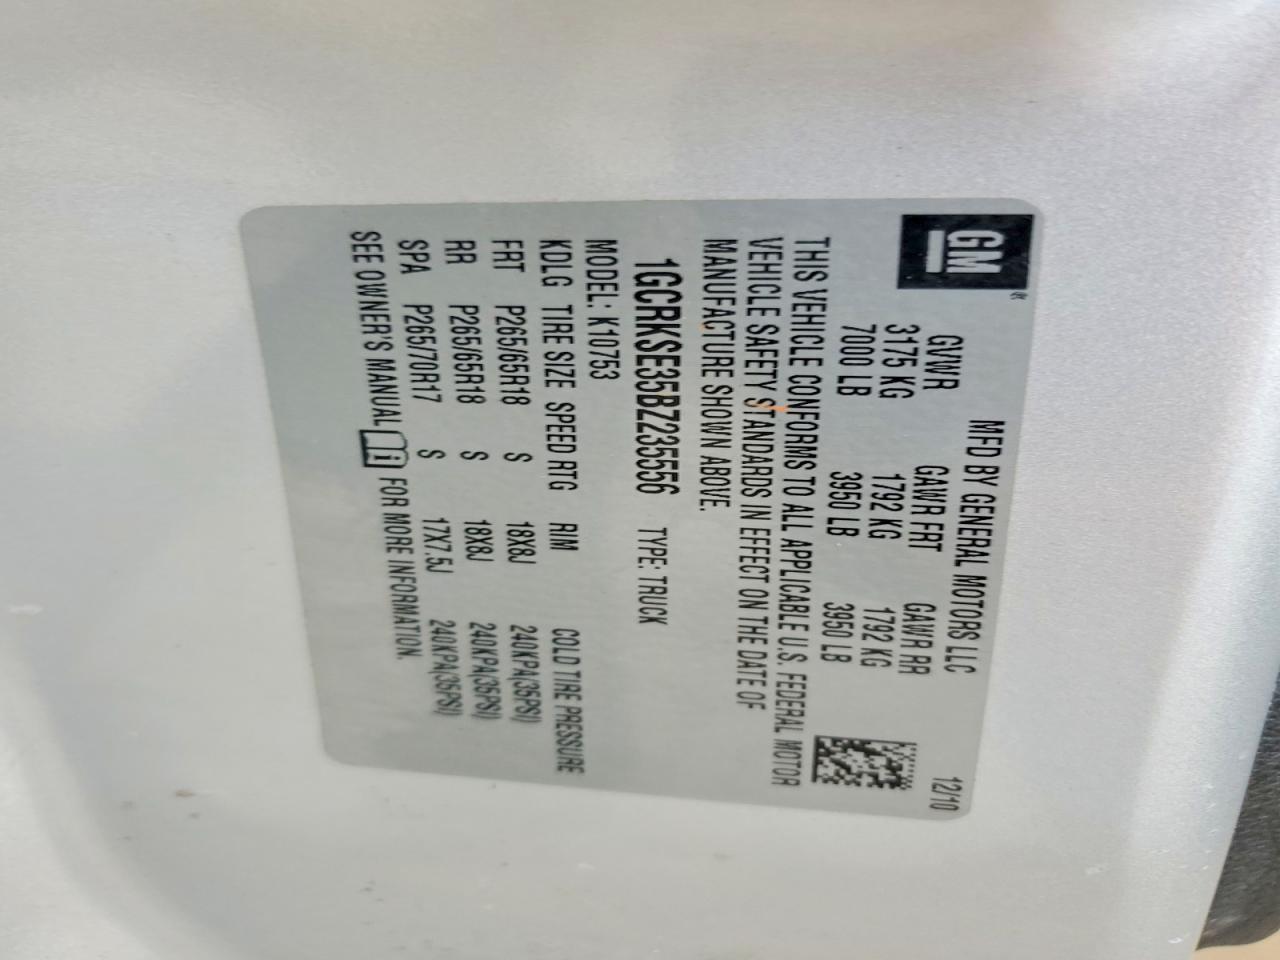 GM®
MFD BY GENERAL MOTORS LLC 12/10
GVWR GAWR FRT GAWR RR
3175 KG 1792 KG 1792 KG
7000 LB 3950 LB 3950 LB
THIS VEHICLE CONFORMS TO ALL APPLICABLE U.S. FEDERAL MOTOR
VEHICLE SAFETY STANDARDS IN EFFECT ON THE DATE OF
MANUFACTURE SHOWN ABOVE.
1GCRKSE35BZ235556 TYPE: TRUCK
MODEL: K10753
KDLG TIRE SIZE SPEED RTG RIM COLD TIRE PRESSURE
FRT P265/65R18 S 18X8J 240KPA(35PSI)
RR P265/65R18 S 18X8J 240KPA(35PSI)
SPA P265/70R17 S 17X7.5J 240KPA(35PSI)
SEE OWNER'S MANUAL i FOR MORE INFORMATION.